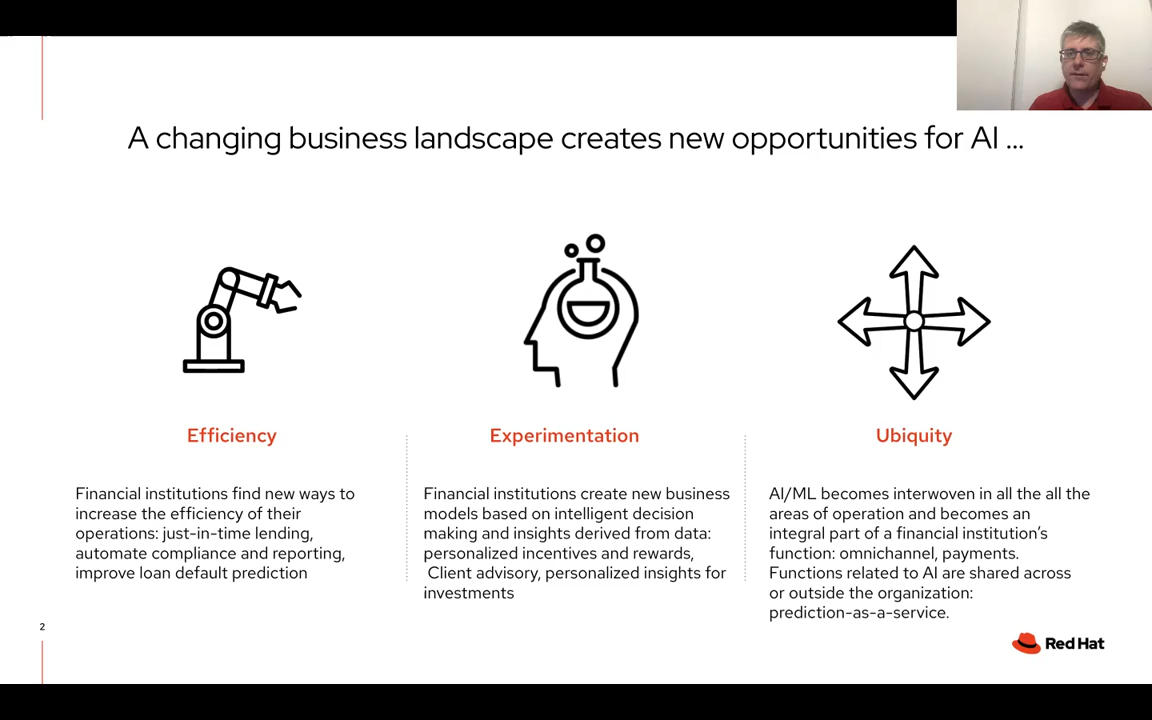 A changing business landscape creates new opportunities for AI ...
Efficiency
Financial institutions find new ways to
increase the efficiency of their
operations: just-in-time lending,
automate compliance and reporting,
improve loan default prediction
Experimentation
Financial institutions create new business
models based on intelligent decision
making and insights derived from data:
personalized incentives and rewards,
Client advisory, personalized insights for
investments
Ubiquity
AI/ML becomes interwoven in all the all the
areas of operation and becomes an
integral part of a financial institution’s
function: omnichannel, payments.
Functions related to AI are shared across
or outside the organization:
prediction-as-a-service.
2
Red Hat